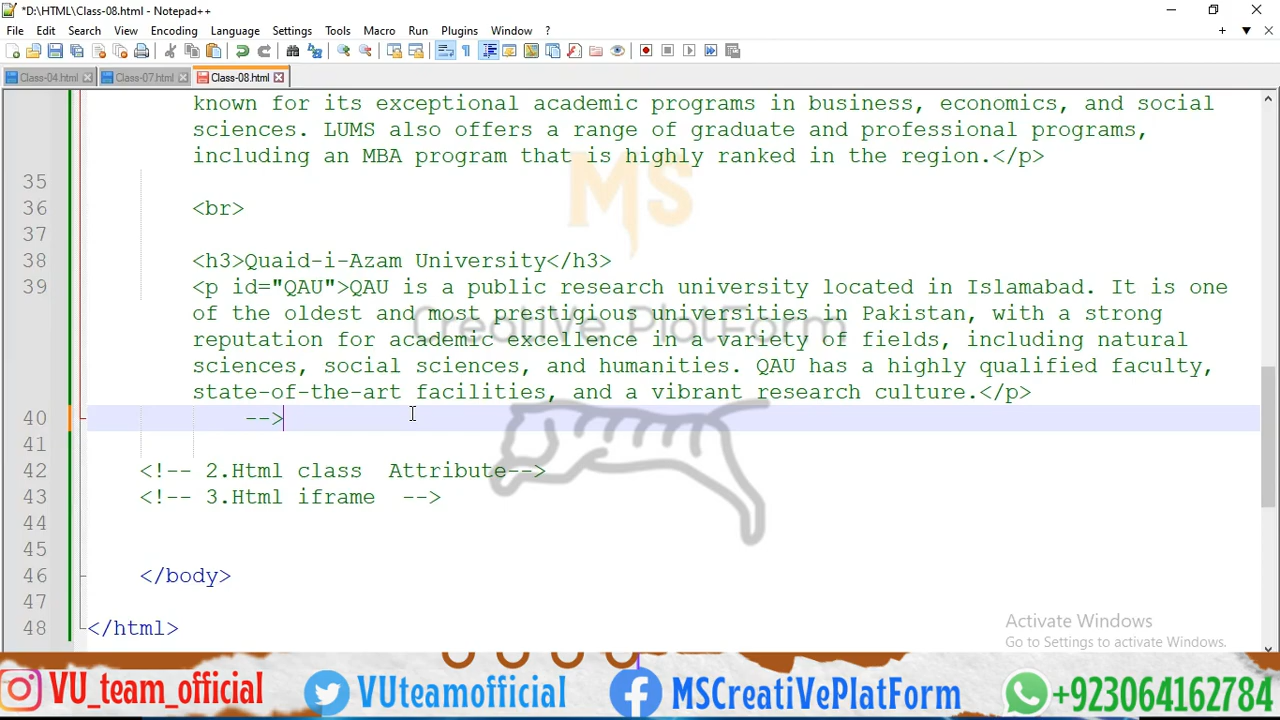 *D:\HTML\Class-08.html - Notepad++
File Edit Search View Encoding Language Settings Tools Macro Run Plugins Window ?
Class-04.html Class-07.html Class-08.html
known for its exceptional academic programs in business, economics, and social
sciences. LUMS also offers a range of graduate and professional programs,
including an MBA program that is highly ranked in the region.</p>
MS
35
36 <br>
37
38 <h3>Quaid-i-Azam University</h3>
39 <p id="QAU">QAU is a public research university located in Islamabad. It is one
of the oldest and most prestigious universities in Pakistan, with a strong
CreatiVe PlatForm
reputation for academic excellence in a variety of fields, including natural
sciences, social sciences, and humanities. QAU has a highly qualified faculty,
state-of-the-art facilities, and a vibrant research culture.</p>
40 -->
41
42 <!-- 2.Html class  Attribute-->
43 <!-- 3.Html iframe  -->
44
45
46 </body>
47
48 </html>
Activate Windows
Go to Settings to activate Windows.
VU_team_official VUteamofficial MSCreatiVePlatForm +923064162784